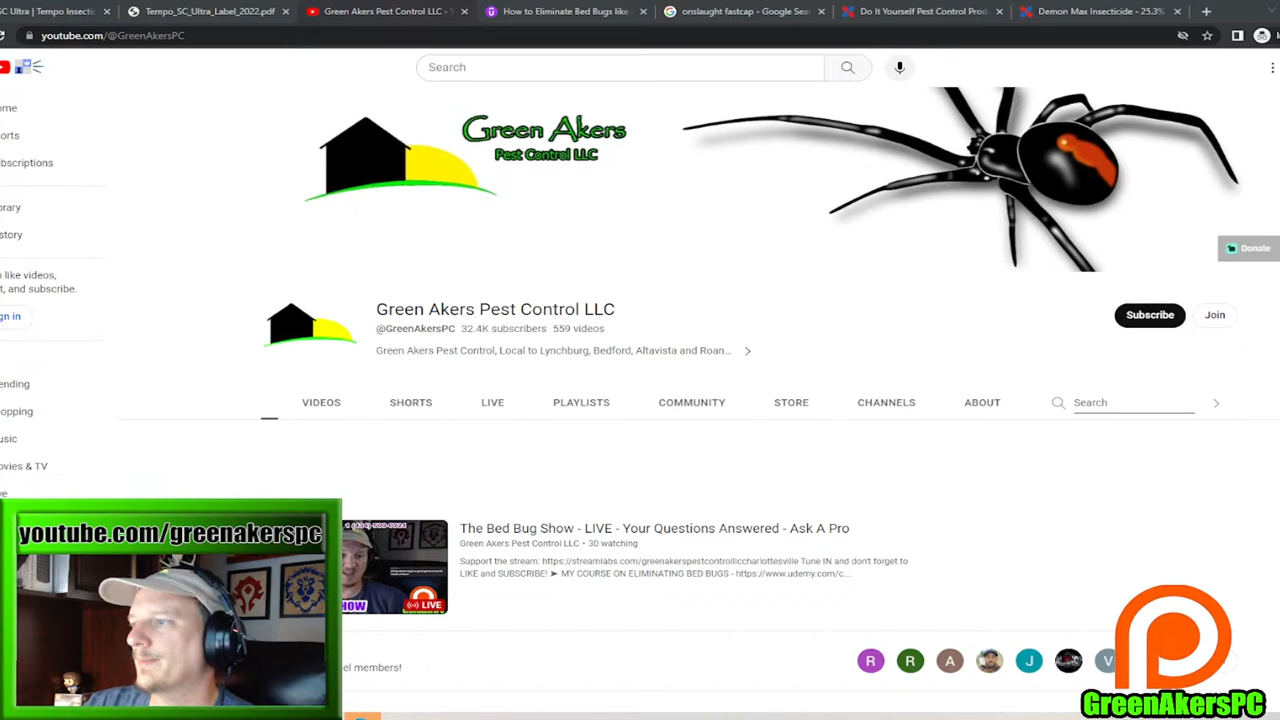 SC Ultra | Tempo Insectic
Tempo_SC_Ultra_Label_2022.pdf
Green Akers Pest Control LLC -
How to Eliminate Bed Bugs like
onslaught fastcap - Google Sea
Do It Yourself Pest Control Prod
Demon Max Insecticide - 25.3%
youtube.com/@GreenAkersPC
Search
Green Akers
Pest Control LLC
Donate
ome
orts
bscriptions
rary
story
o like videos,
t, and subscribe.
gn in
ending
opping
usic
ovies & TV
ve
Green Akers Pest Control LLC
@GreenAkersPC 32.4K subscribers 559 videos
Green Akers Pest Control, Local to Lynchburg, Bedford, Altavista and Roan...
Subscribe
Join
VIDEOS SHORTS LIVE PLAYLISTS COMMUNITY STORE CHANNELS ABOUT Search
youtube.com/greenakerspc
HOW
LIVE
The Bed Bug Show - LIVE - Your Questions Answered - Ask A Pro
Green Akers Pest Control LLC • 30 watching
Support the stream: https://streamlabs.com/greenakerspestcontrolllccharlottesville Tune IN and don't forget to
LIKE and SUBSCRIBE! ► MY COURSE ON ELIMINATING BED BUGS - https://www.udemy.com/c...
el members!
R R A J V
GreenAkersPC